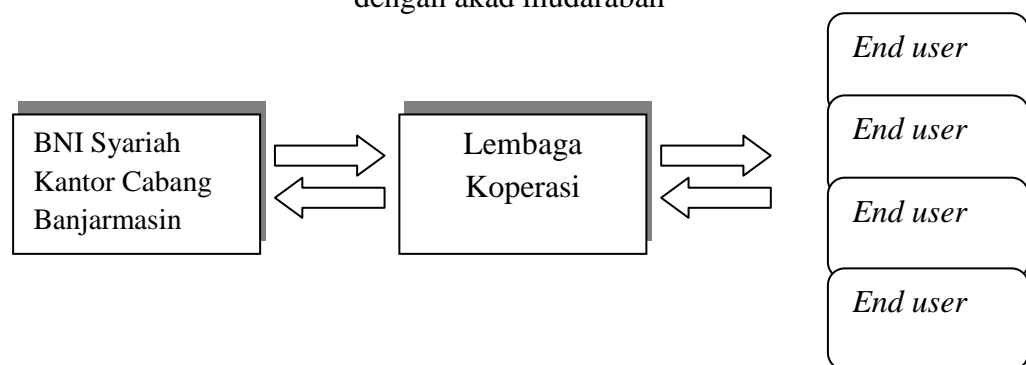 dengan akad mudarabah
BNI Syariah
Kantor Cabang
Banjarmasin
Lembaga
Koperasi
End user
End user
End user
End user